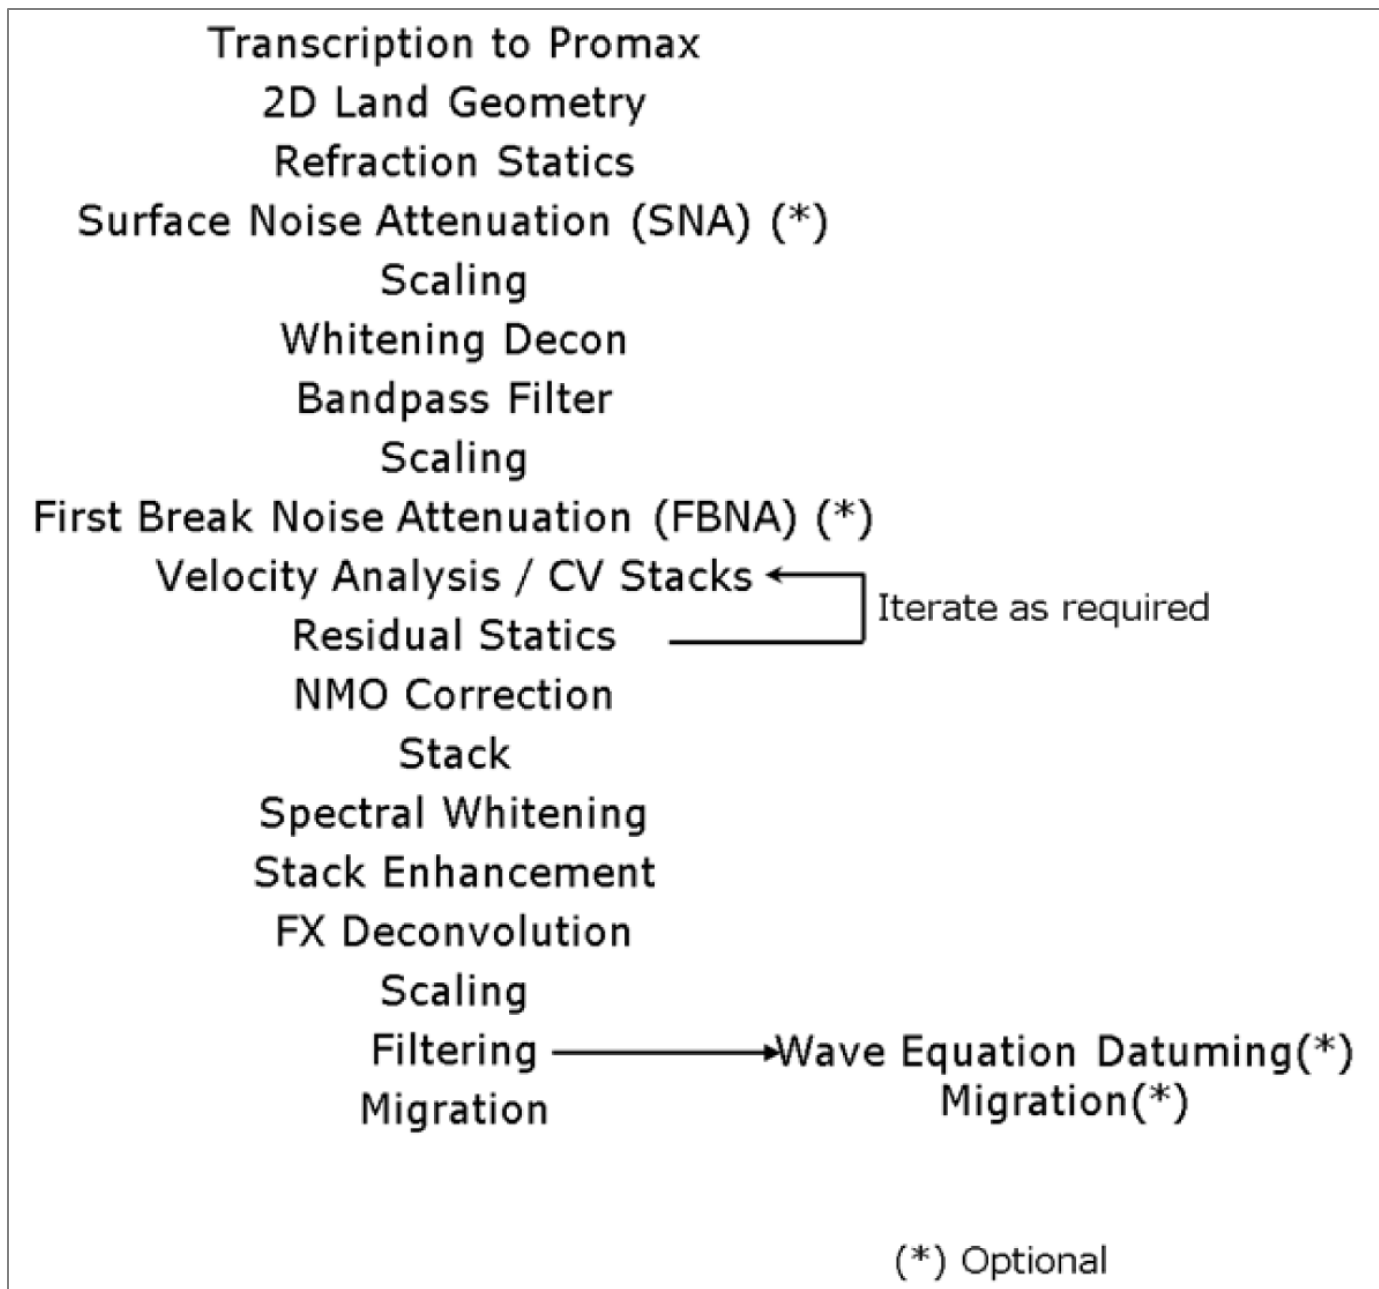 Transcription to Promax
2D Land Geometry
Refraction Statics
Surface Noise Attenuation (SNA) (*)
Scaling
Whitening Decon
Bandpass Filter
Scaling
First Break Noise Attenuation (FBNA) (*)
Velocity Analysis / CV Stacks
Iterate as required
Residual Statics
NMO Correction
Stack
Spectral Whitening
Stack Enhancement
FX Deconvolution
Scaling
Filtering
Wave Equation Datuming(*)
Migration
Migration(*)
(*) Optional